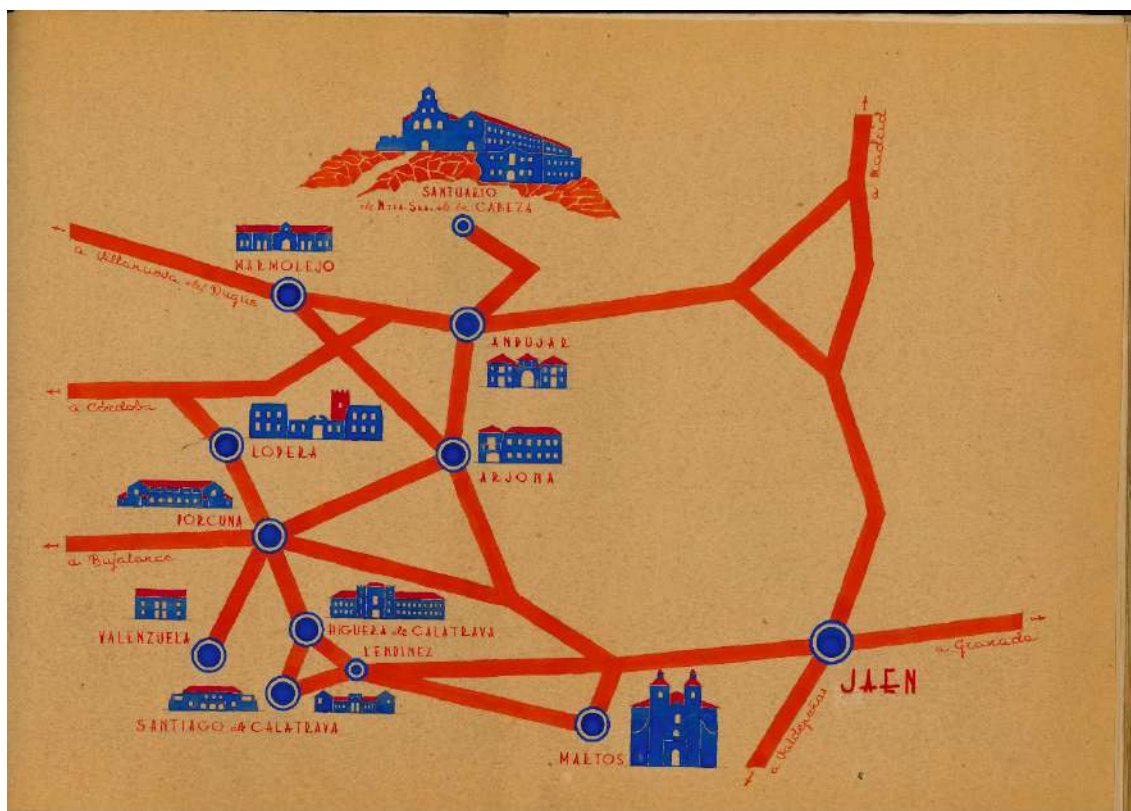 SANTUARIO
de NTRA. SRA. de la CABEZA
a Madrid
MARMOLEJO
a Villanueva del Duque
ANDUJAR
a Córdoba
LOPERA
ARJONA
PORCUNA
a Bujalance
VALENZUELA
HIGUERA de CALATRAVA
LENDINEZ
a Granada
JAEN
SANTIAGO de CALATRAVA
a Valdepeñas
MARTOS